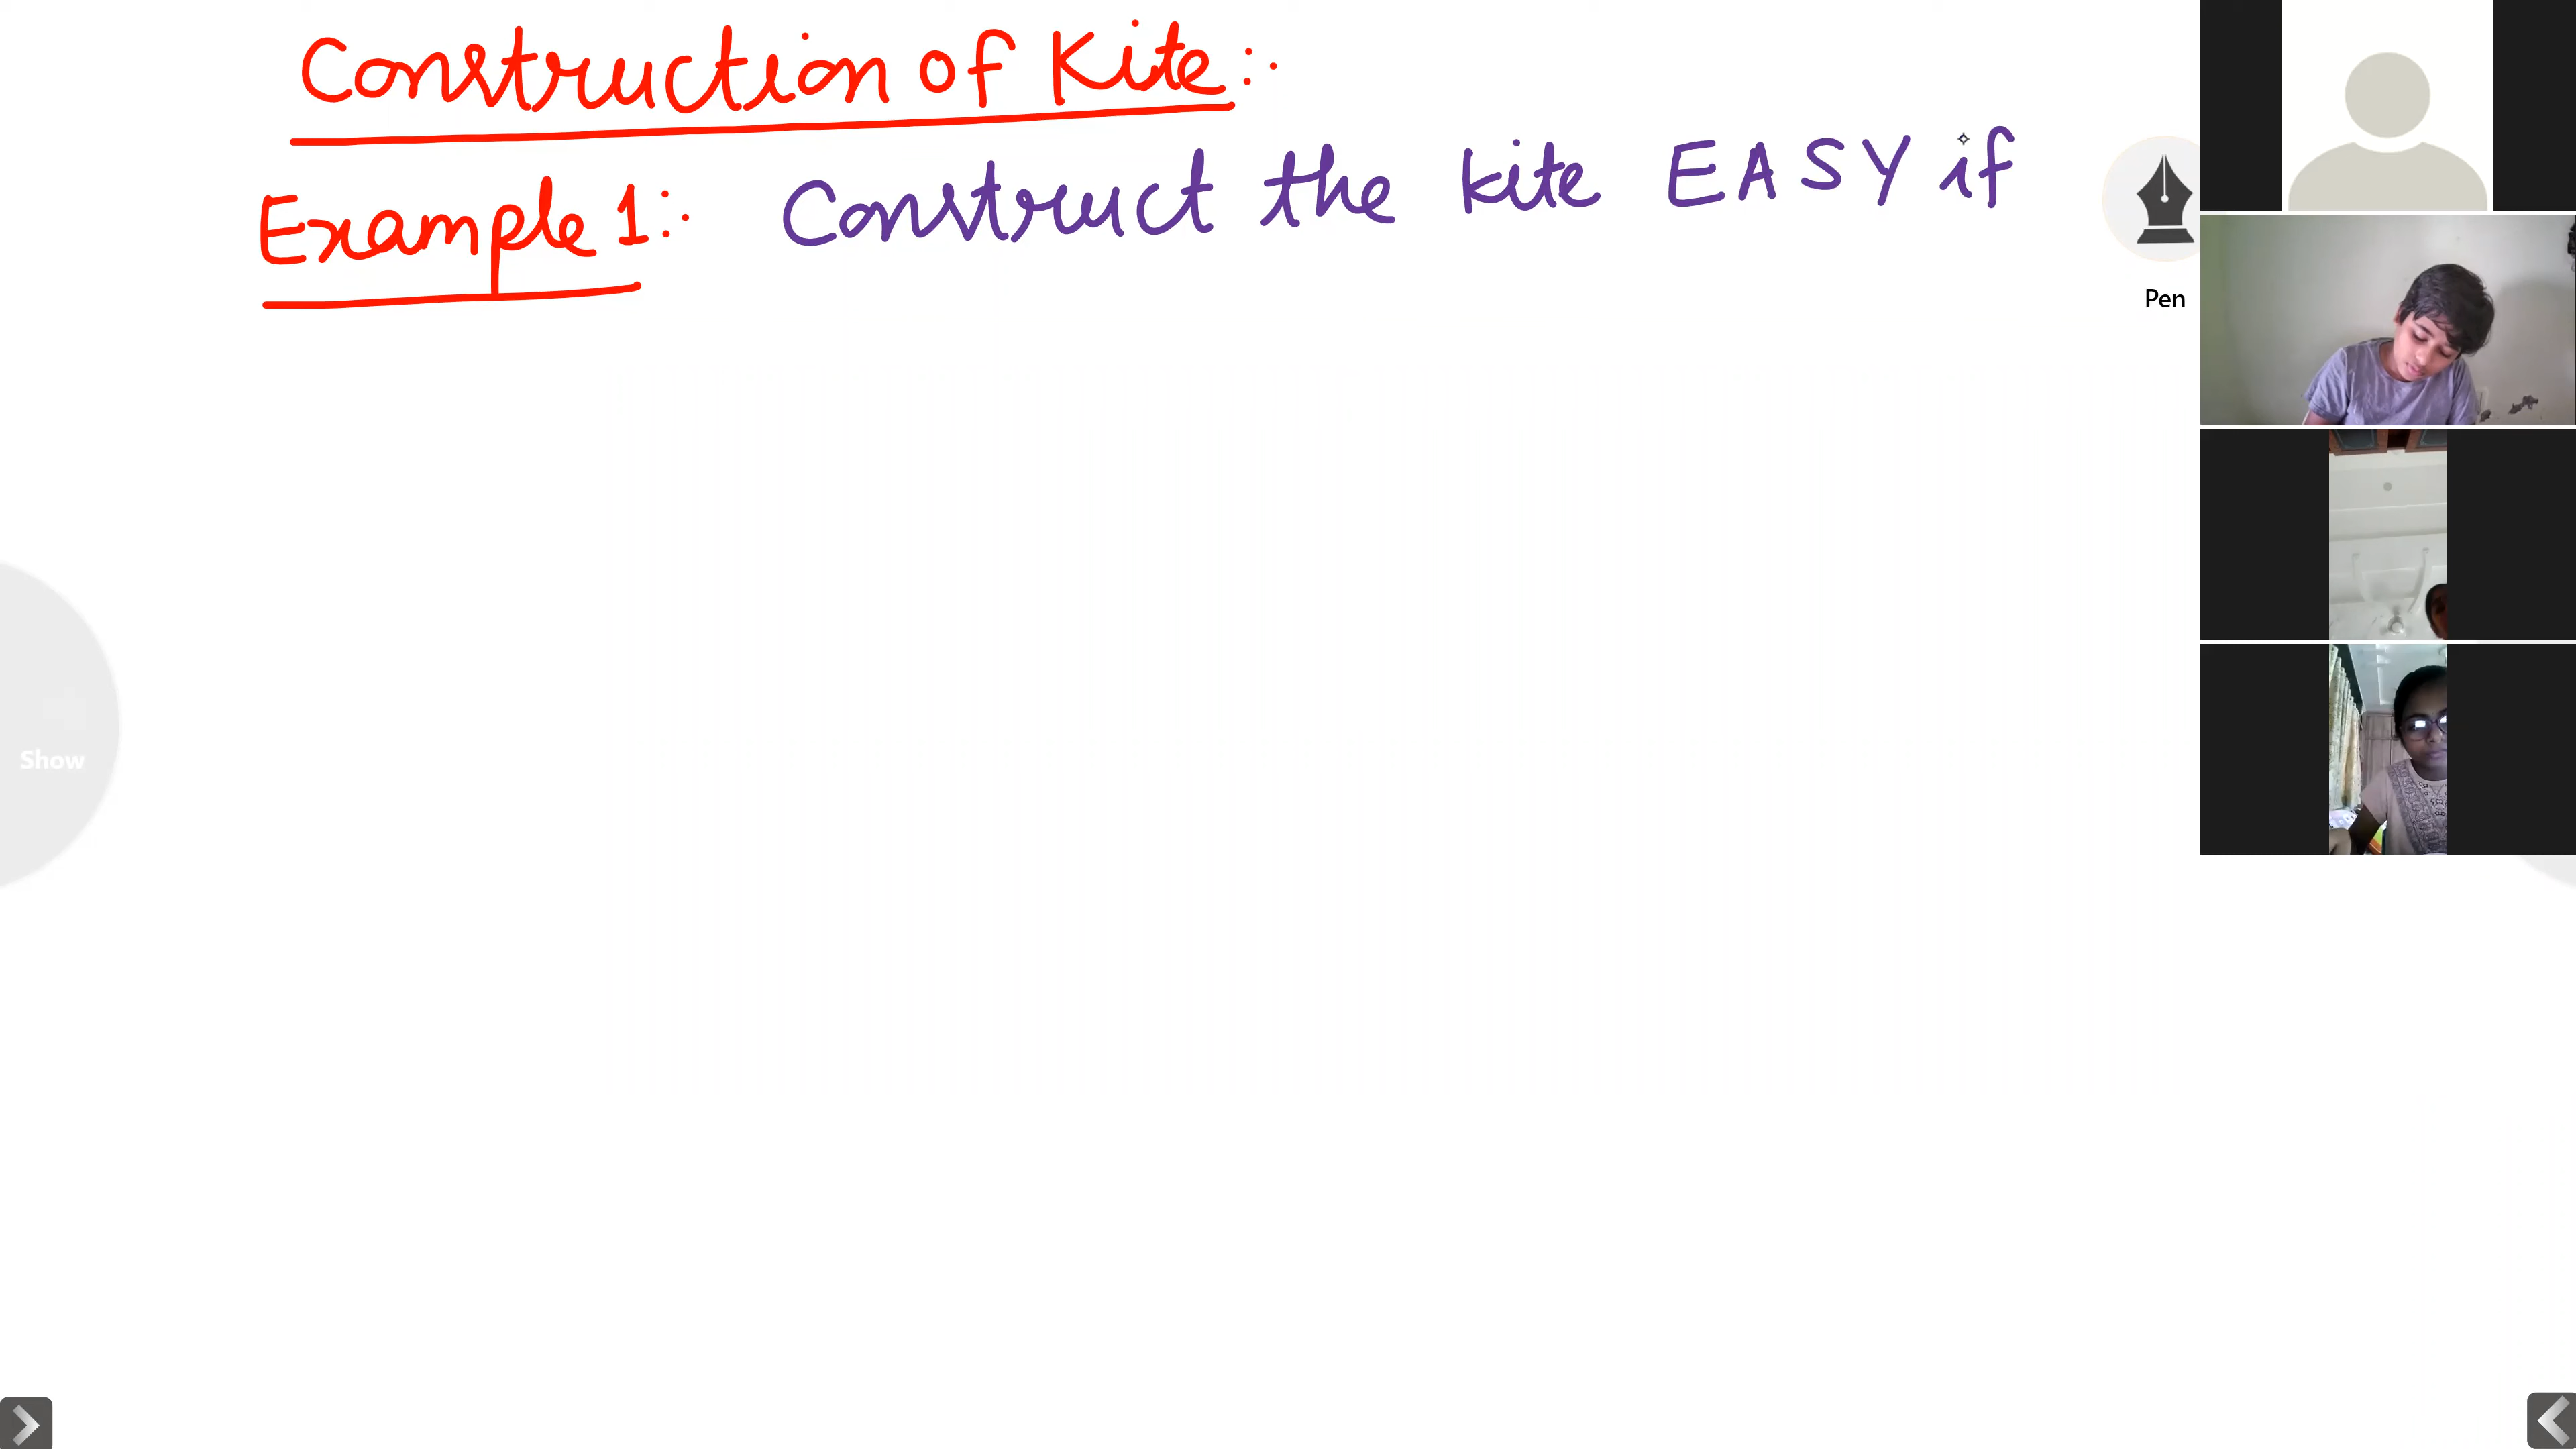 Construction of Kite :-
Example 1:- Construct the kite EASY if
Pen
Show